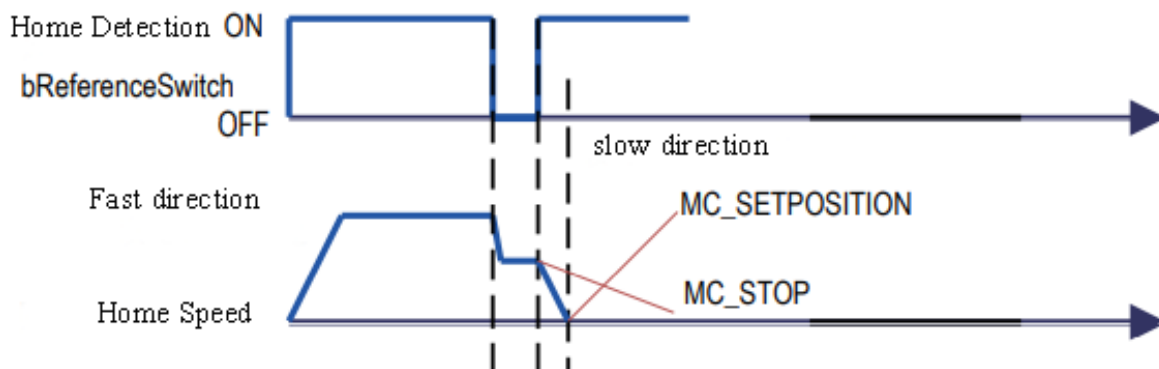 Home Detection ON
bReferenceSwitch
OFF
slow direction
Fast direction
MC_SETPOSITION
MC_STOP
Home Speed